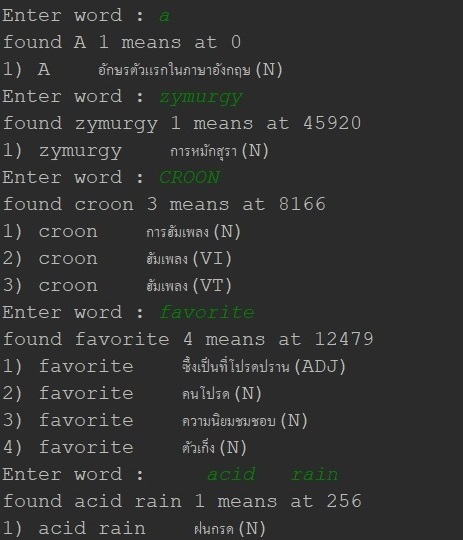 Enter word : a
found A 1 means at 0
1) A อักษรตัวแรกในภาษาอังกฤษ (N)
Enter word : zymurgy
found zymurgy 1 means at 45920
1) zymurgy การหมักสุรา (N)
Enter word : CROON
found croon 3 means at 8166
1) croon การฮัมเพลง (N)
2) croon ฮัมเพลง (VI)
3) croon ฮัมเพลง (VT)
Enter word : favorite
found favorite 4 means at 12479
1) favorite ซึ่งเป็นที่โปรดปราน (ADJ)
2) favorite คนโปรด (N)
3) favorite ความนิยมชมชอบ (N)
4) favorite ตัวเก็ง (N)
Enter word :     acid   rain
found acid rain 1 means at 256
1) acid rain ฝนกรด (N)